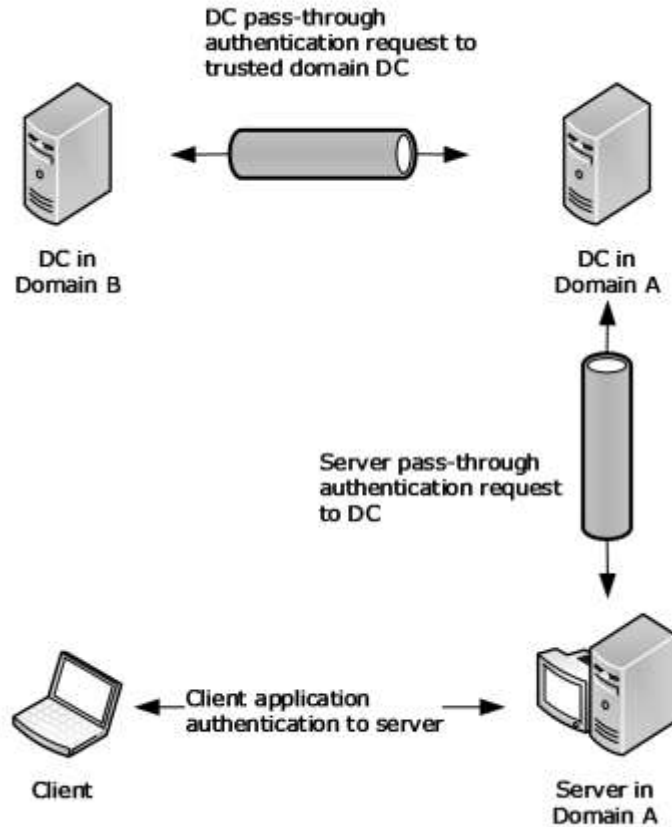 DC pass-through
authentication request to
trusted domain DC
DC in
Domain B
DC in
Domain A
Server pass-through
authentication request
to DC
Client application
authentication to server
Client
Server in
Domain A